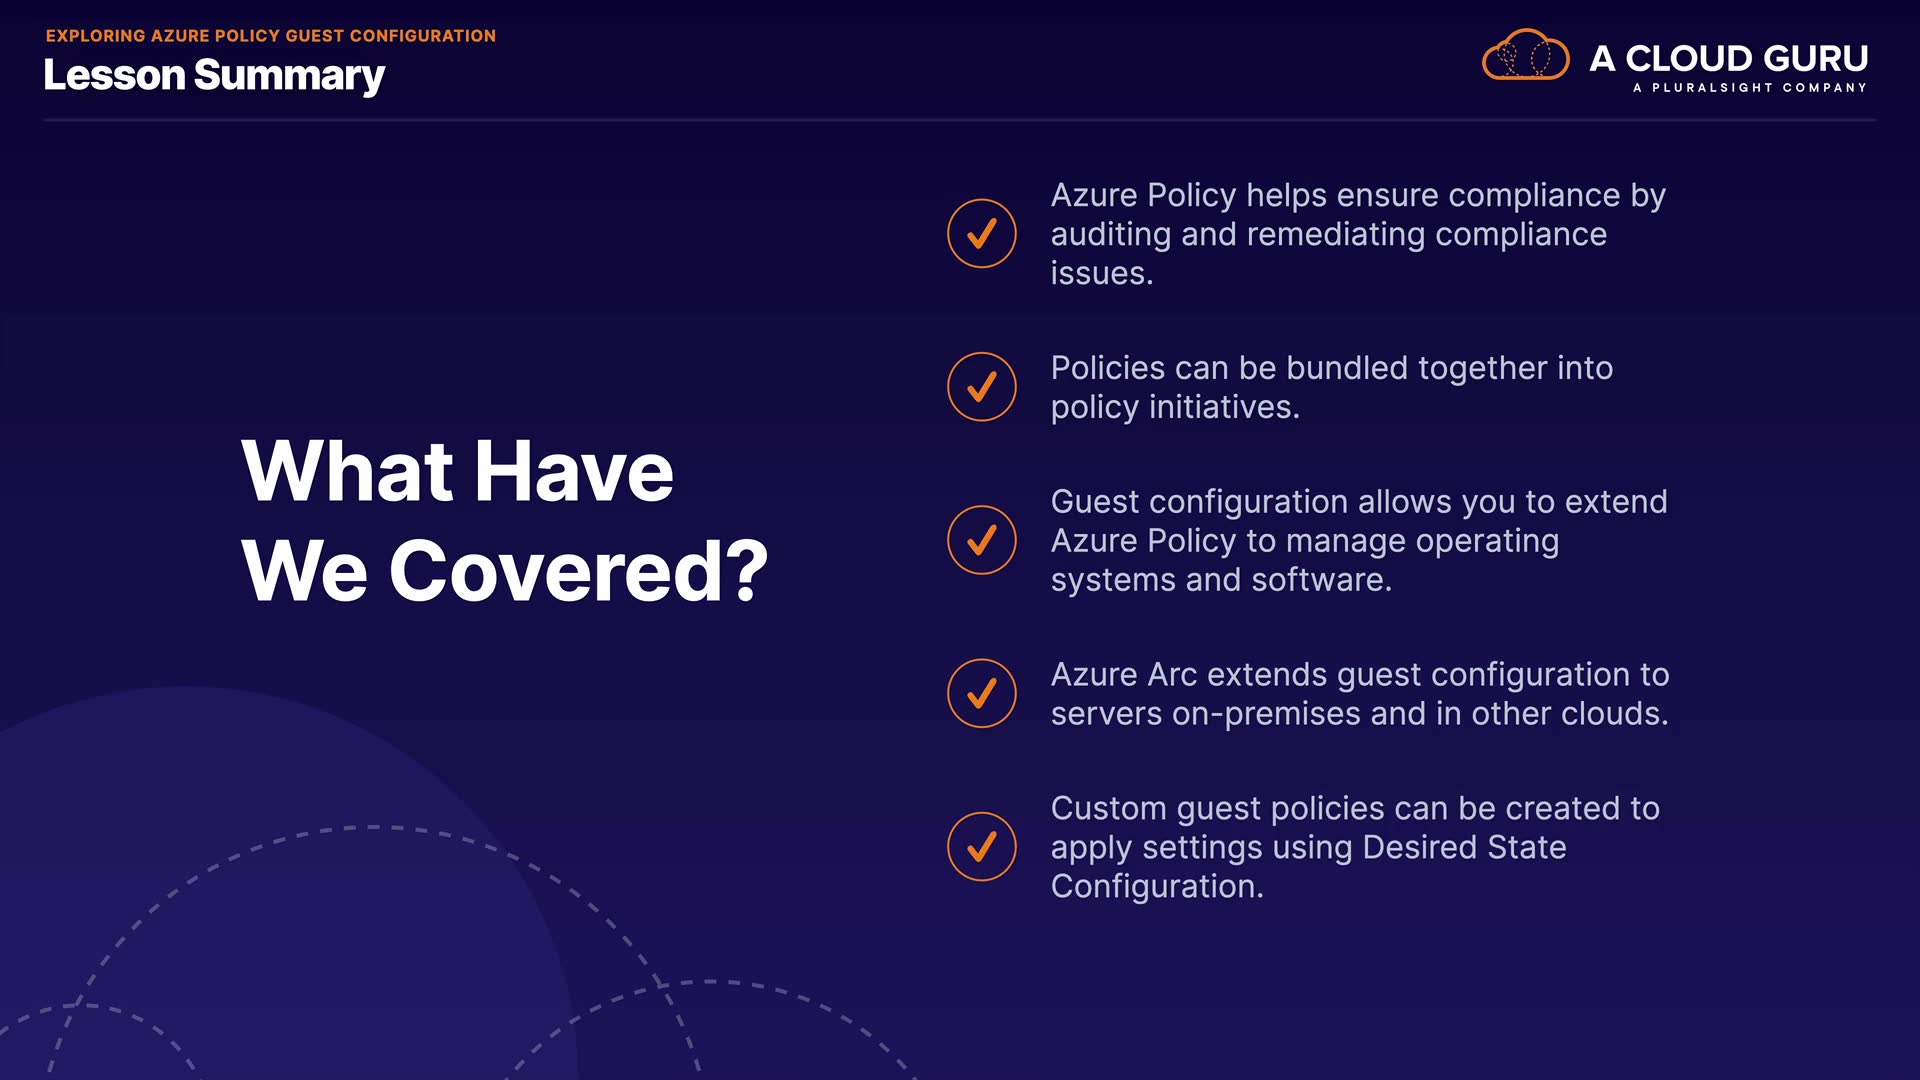 EXPLORING AZURE POLICY GUEST CONFIGURATION
Lesson Summary
A CLOUD GURU
A PLURALSIGHT COMPANY
What Have
We Covered?
Azure Policy helps ensure compliance by
auditing and remediating compliance
issues.
Policies can be bundled together into
policy initiatives.
Guest configuration allows you to extend
Azure Policy to manage operating
systems and software.
Azure Arc extends guest configuration to
servers on-premises and in other clouds.
Custom guest policies can be created to
apply settings using Desired State
Configuration.